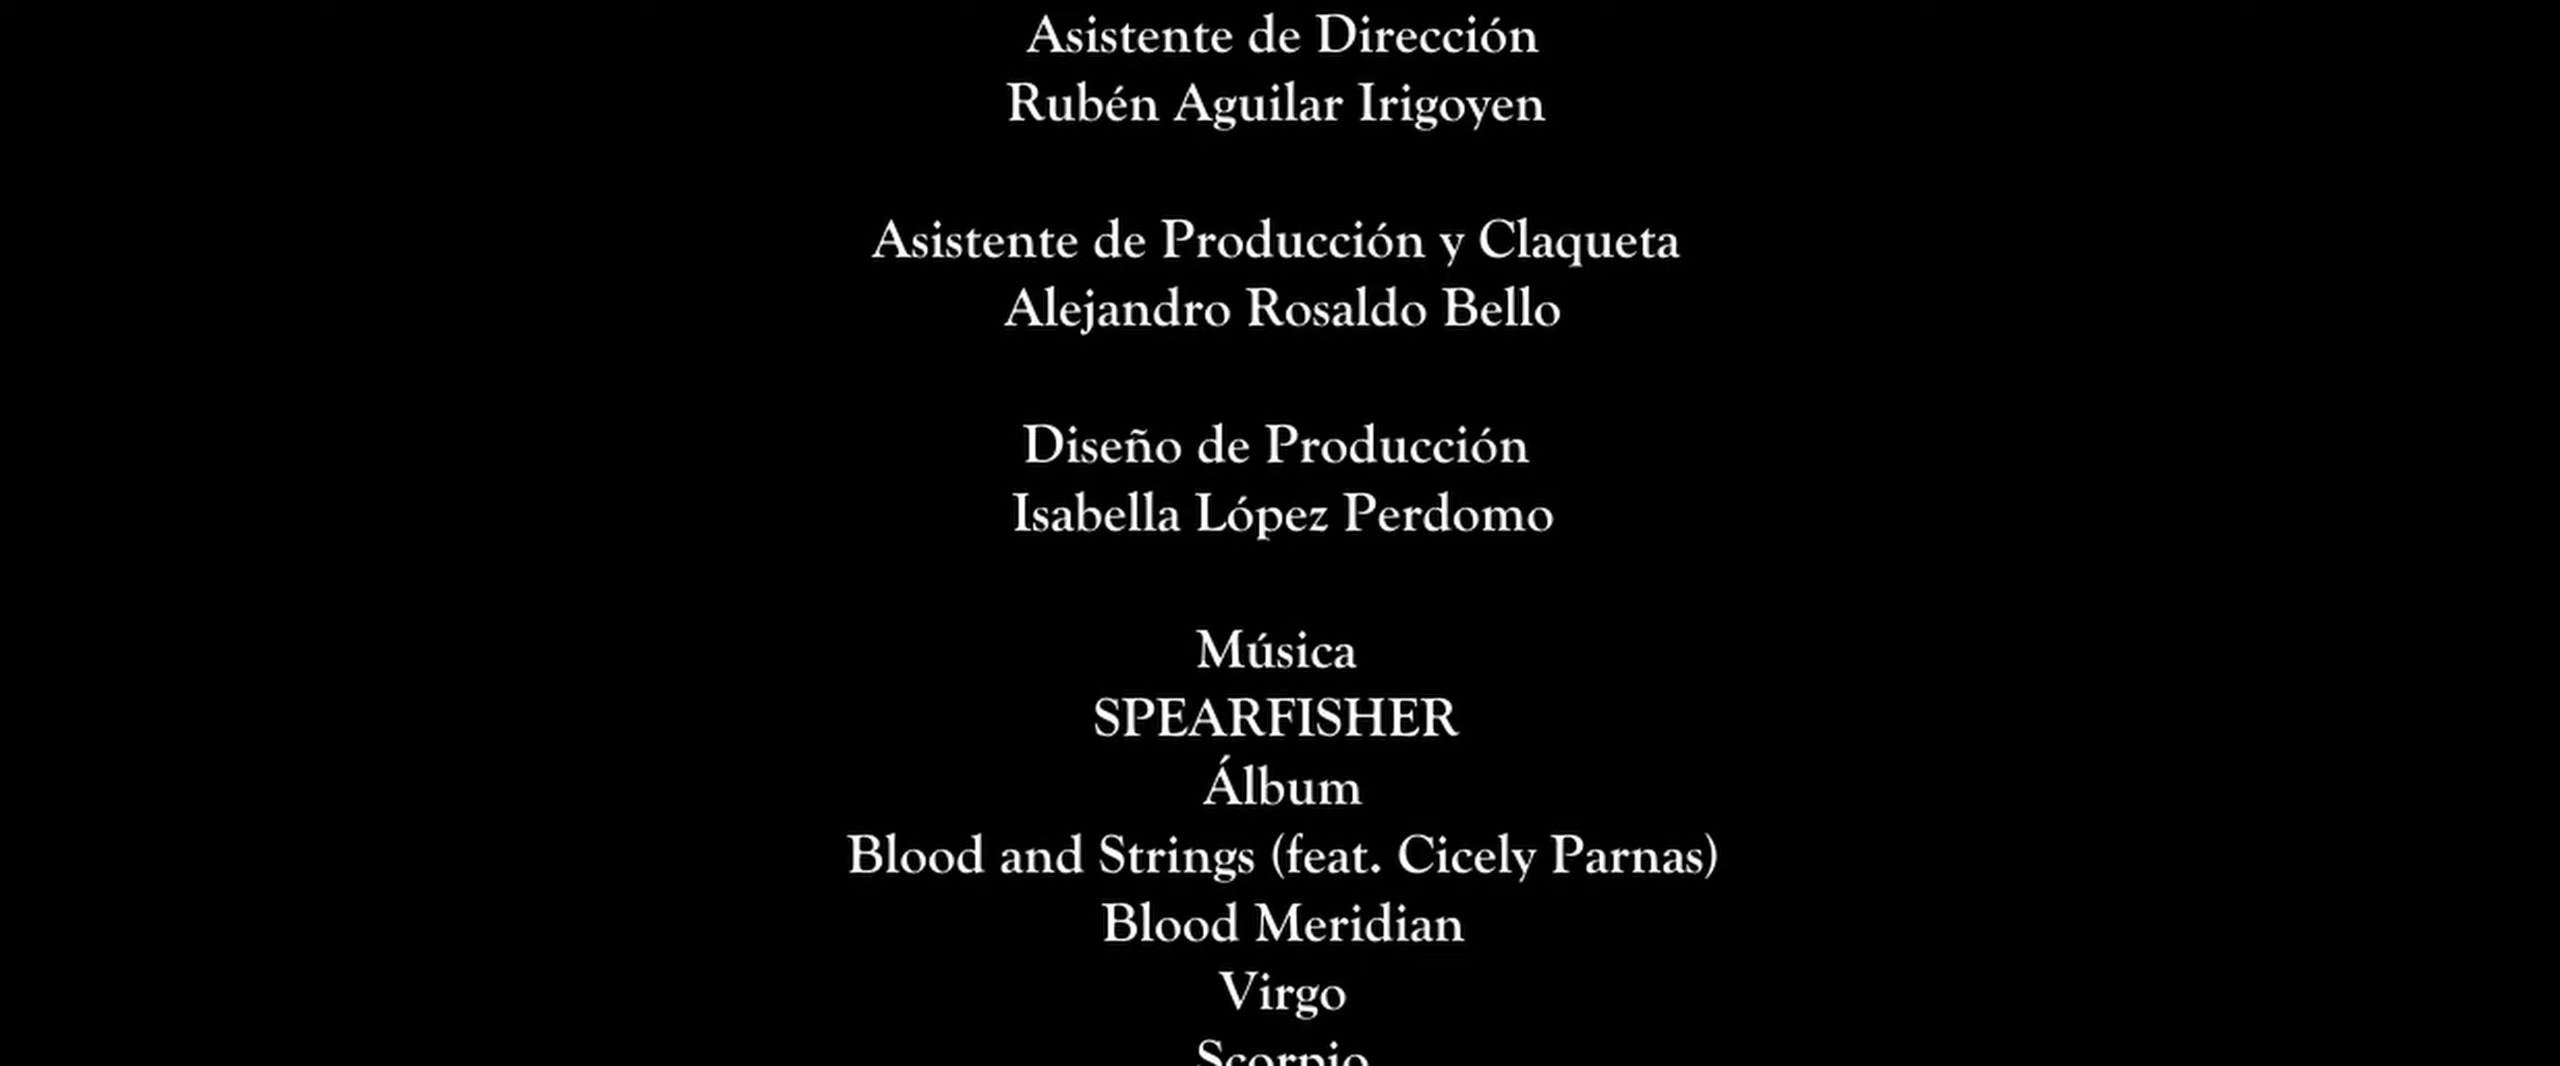 Asistente de Dirección
Rubén Aguilar Irigoyen
Asistente de Producción y Claqueta
Alejandro Rosaldo Bello
Diseño de Producción
Isabella López Perdomo
Música
SPEARFISHER
Álbum
Blood and Strings (feat. Cicely Parnas)
Blood Meridian
Virgo
Scorpio